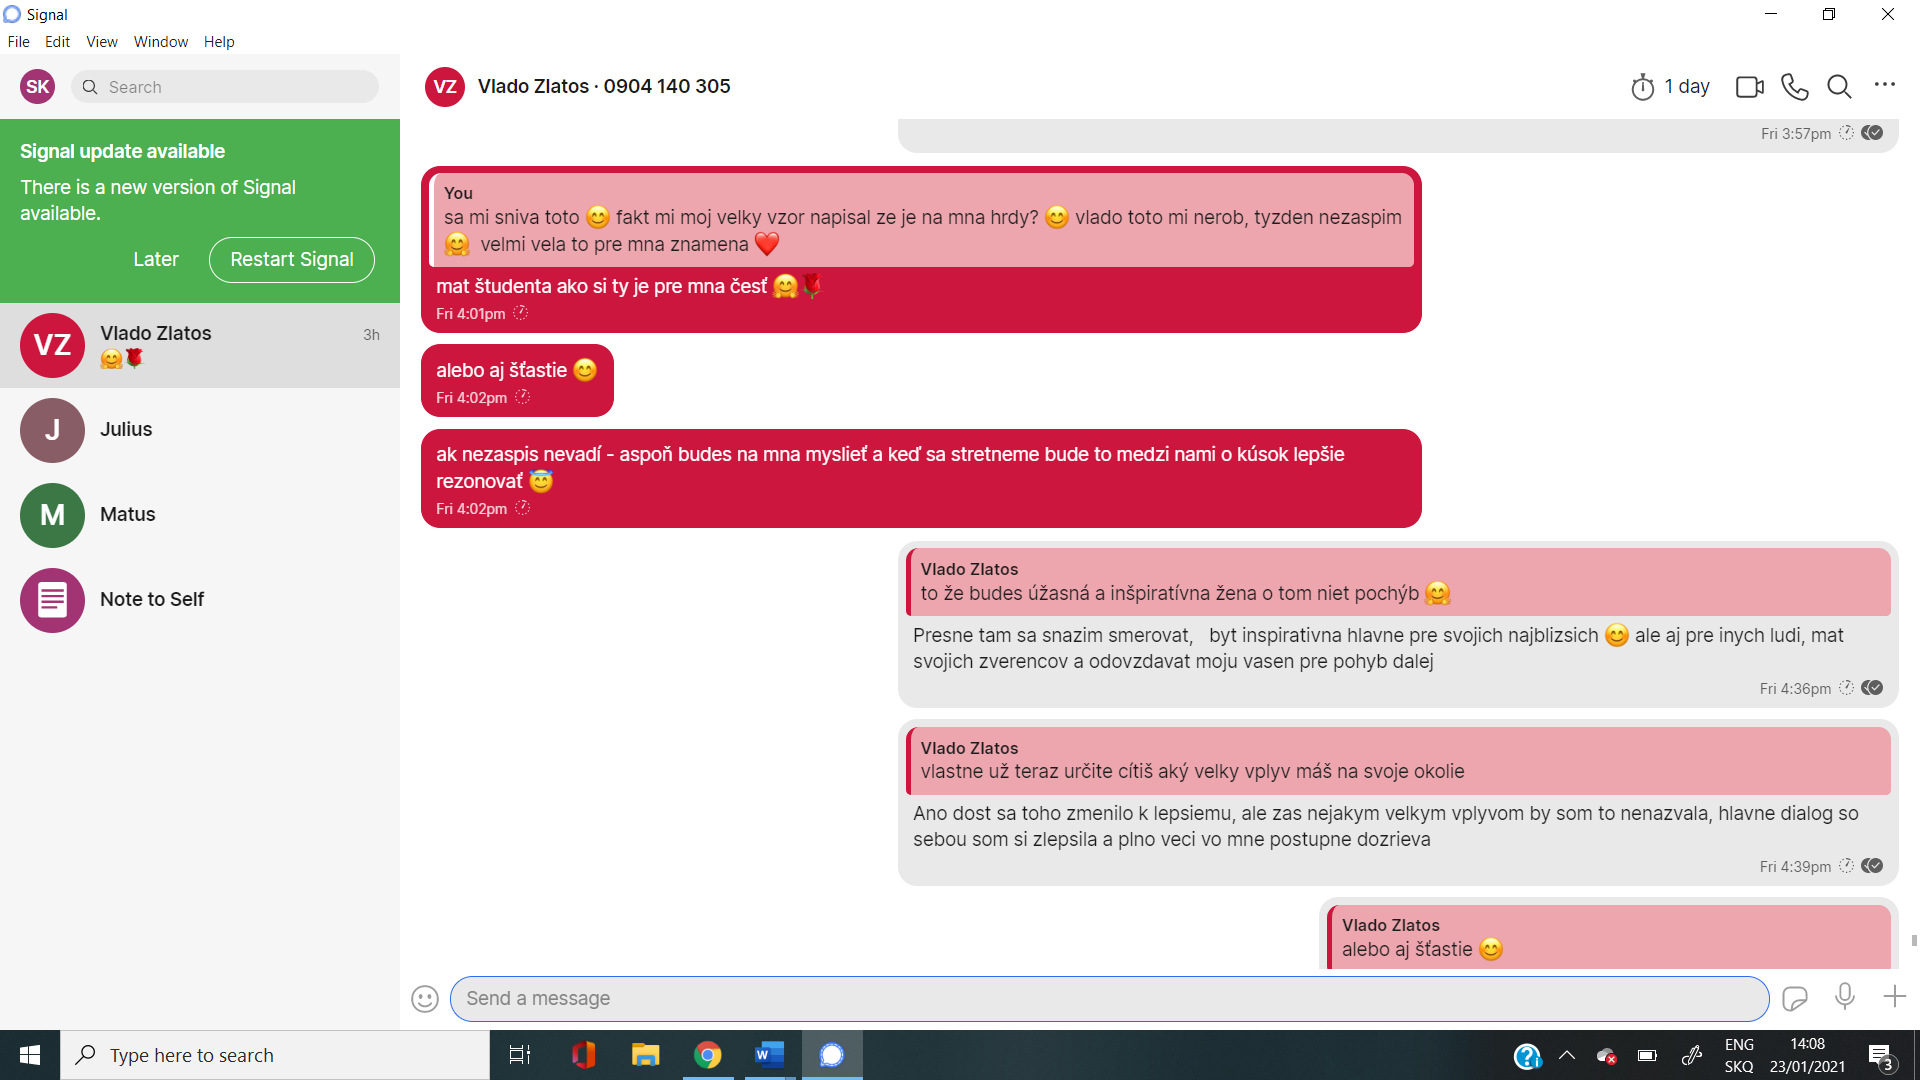 Signal
File Edit View Window Help
SK Search
Signal update available
There is a new version of Signal
available.
Later Restart Signal
VZ Vlado Zlatos 3h
J Julius
M Matus
Note to Self
VZ Vlado Zlatos · 0904 140 305 1 day
Fri 3:57pm
You
sa mi sniva toto 😊 fakt mi moj velky vzor napisal ze je na mna hrdy? 😊 vlado toto mi nerob, tyzden nezaspim
🤗 velmi vela to pre mna znamena ❤️
mat študenta ako si ty je pre mna česť 🤗🌹
Fri 4:01pm
alebo aj šťastie 😊
Fri 4:02pm
ak nezaspis nevadí - aspoň budes na mna myslieť a keď sa stretneme bude to medzi nami o kúsok lepšie
rezonovať 😇
Fri 4:02pm
Vlado Zlatos
to že budes úžasná a inšpiratívna žena o tom niet pochýb 🤗
Presne tam sa snazim smerovat, byt inspirativna hlavne pre svojich najblizsich 😊 ale aj pre inych ludi, mat
svojich zverencov a odovzdavat moju vasen pre pohyb dalej
Fri 4:36pm
Vlado Zlatos
vlastne už teraz určite cítiš aký velky vplyv máš na svoje okolie
Ano dost sa toho zmenilo k lepsiemu, ale zas nejakym velkym vplyvom by som to nenazvala, hlavne dialog so
sebou som si zlepsila a plno veci vo mne postupne dozrieva
Fri 4:39pm
Vlado Zlatos
alebo aj šťastie 😊
Send a message
Type here to search
ENG
SKQ
14:08
23/01/2021
3